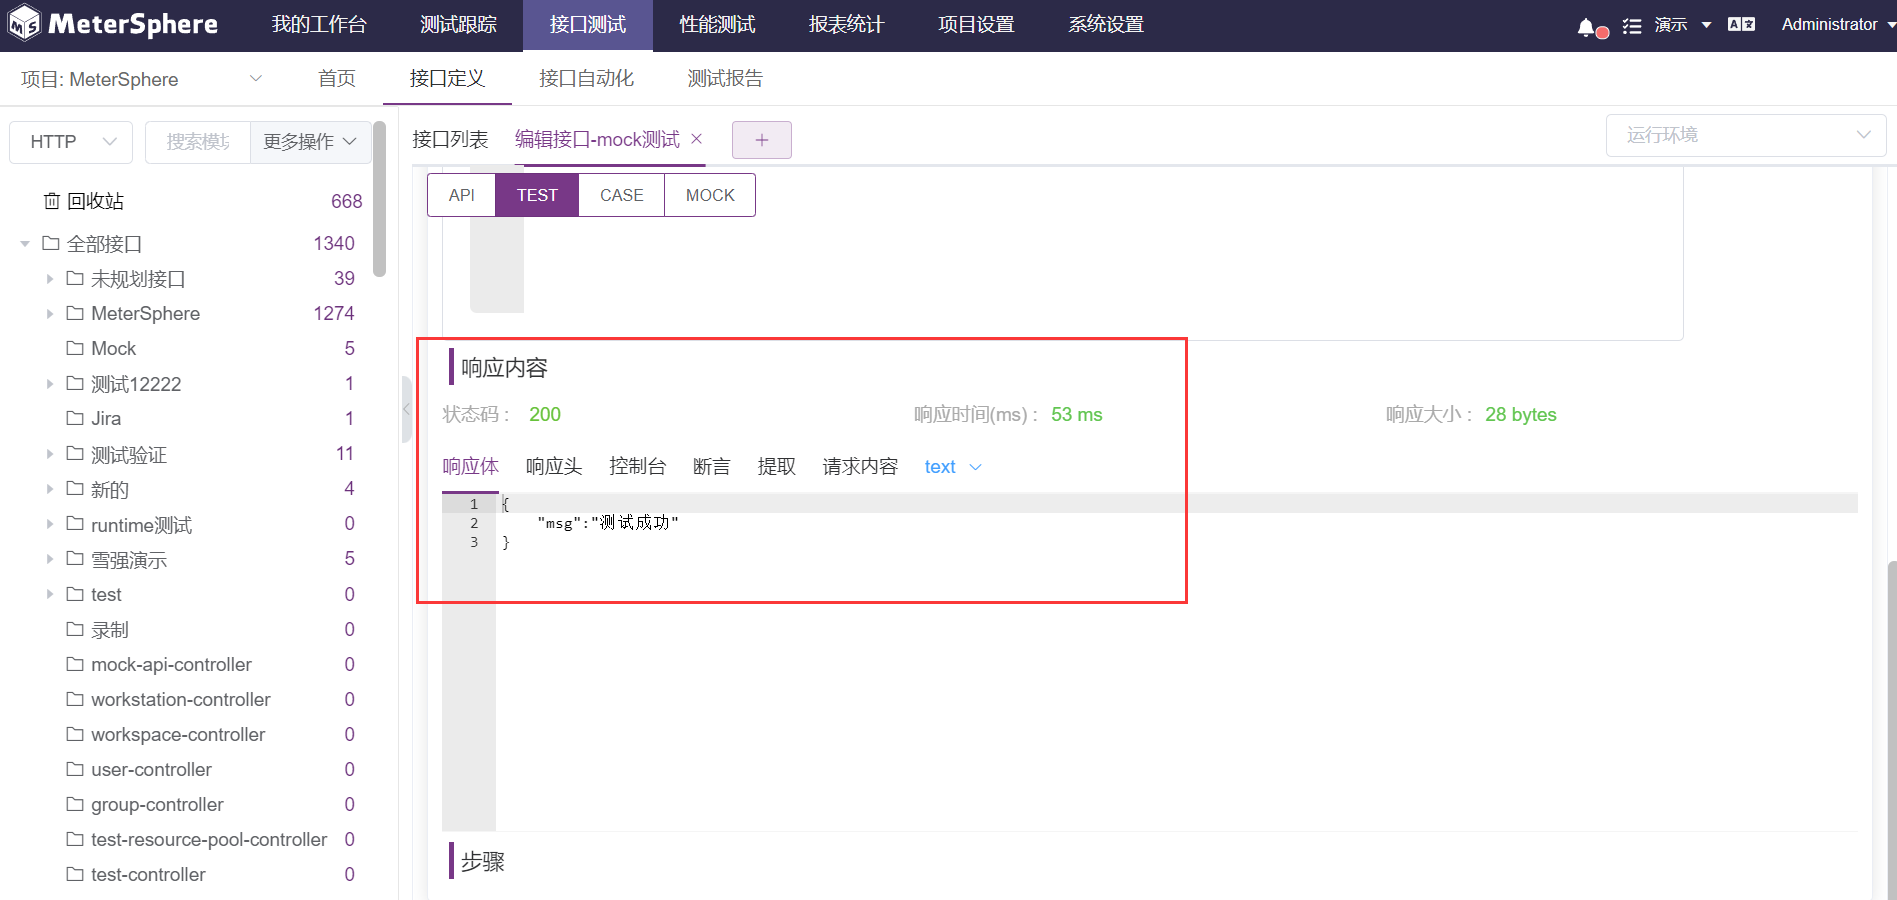 MeterSphere 我的工作台 测试跟踪 接口测试 性能测试 报表统计 项目设置 系统设置 演示 Administrator
项目: MeterSphere 首页 接口定义 接口自动化 测试报告
HTTP 搜索模块 更多操作
接口列表 编辑接口-mock测试 × + 运行环境
API TEST CASE MOCK
回收站 668
全部接口 1340
未规划接口 39
MeterSphere 1274
Mock 5
测试12222 1
Jira 1
测试验证 11
新的 4
runtime测试 0
雪强演示 5
test 0
录制 0
mock-api-controller 0
workstation-controller 0
workspace-controller 0
user-controller 0
group-controller 0
test-resource-pool-controller 0
test-controller 0
响应内容
状态码 : 200 响应时间(ms) : 53 ms 响应大小 : 28 bytes
响应体 响应头 控制台 断言 提取 请求内容 text
1 {
2 "msg":"测试成功"
3 }
步骤